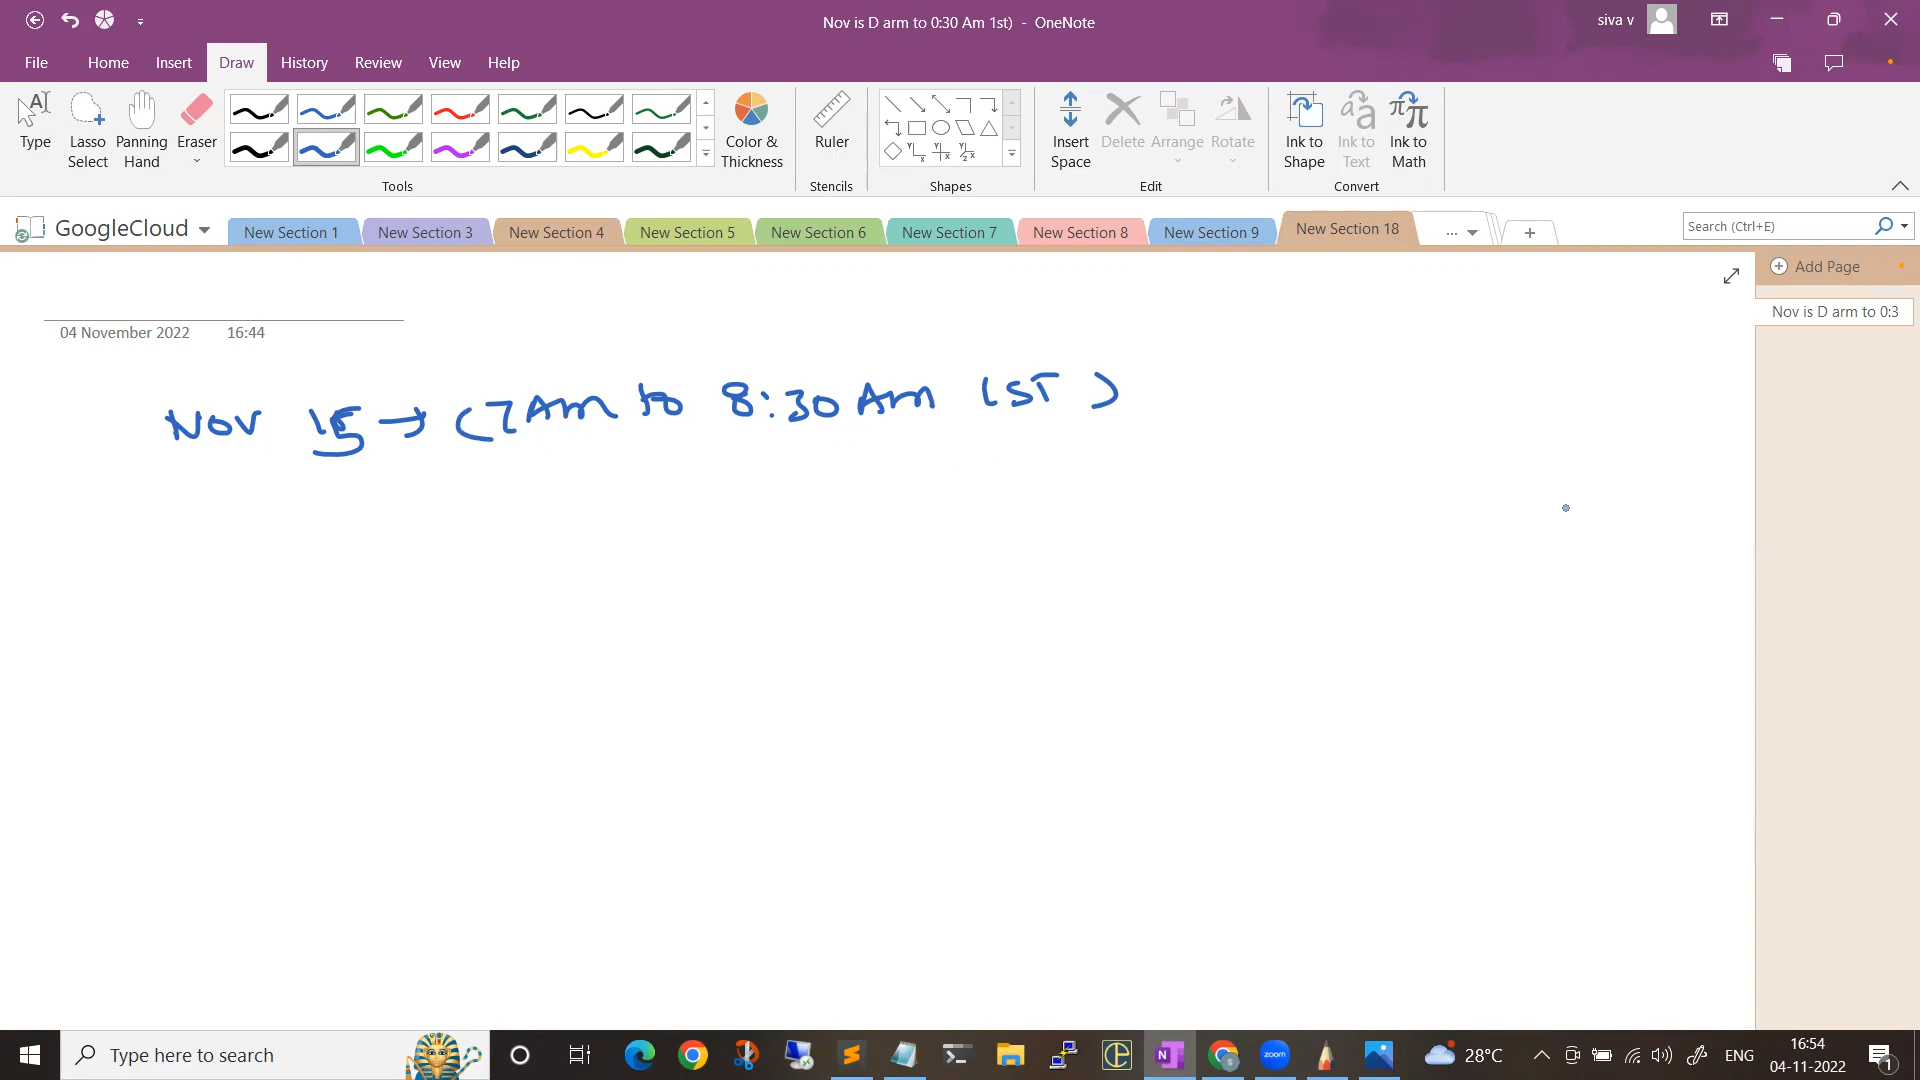 Nov is D arm to 0:30 Am 1st) - OneNote
siva v
File Home Insert Draw History Review View Help
Type
Lasso Select
Panning Hand
Eraser
Color & Thickness
Ruler
Insert Space
Delete
Arrange
Rotate
Ink to Shape
Ink to Text
Ink to Math
Tools Stencils Shapes Edit Convert
GoogleCloud New Section 1 New Section 3 New Section 4 New Section 5 New Section 6 New Section 7 New Section 8 New Section 9 New Section 18 ... Search (Ctrl+E)
Add Page
Nov is D arm to 0:3
04 November 2022 16:44
Nov 15 → (7Am to 8:30 Am IST )
Type here to search
zoom
28°C
ENG
16:54
04-11-2022
1